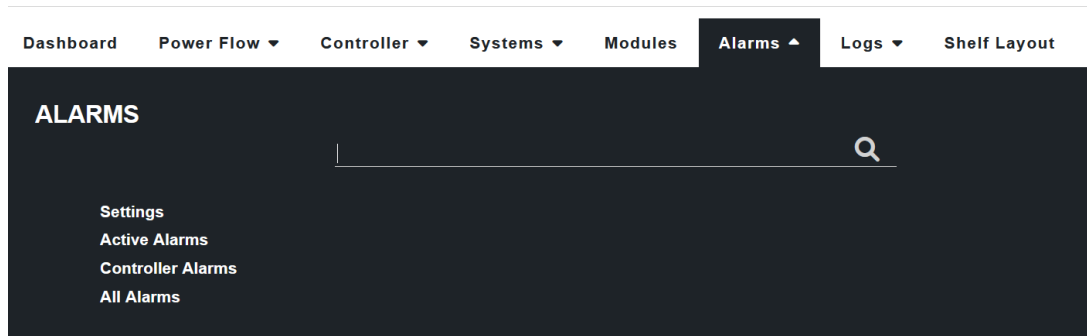 Dashboard Power Flow Controller Systems Modules Alarms Logs Shelf Layout
ALARMS
Settings
Active Alarms
Controller Alarms
All Alarms